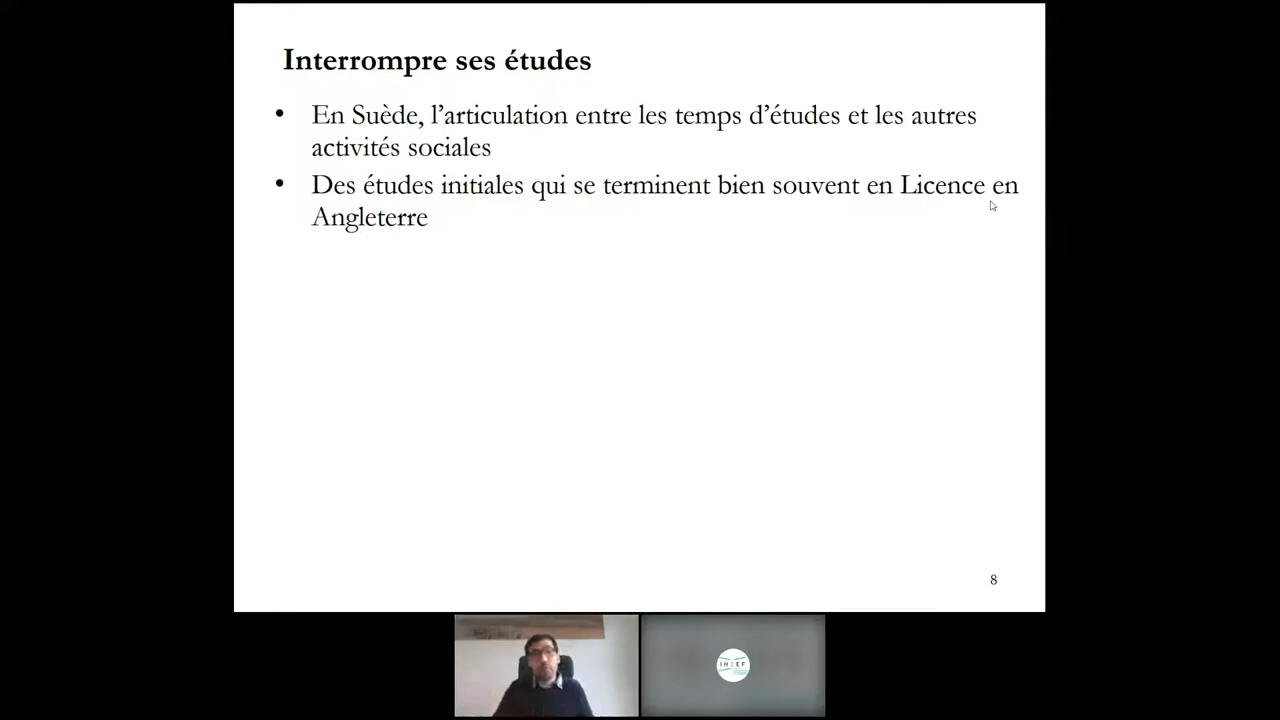 Interrompre ses études
• En Suède, l’articulation entre les temps d’études et les autres
activités sociales
• Des études initiales qui se terminent bien souvent en Licence en
Angleterre
8
IH2EF